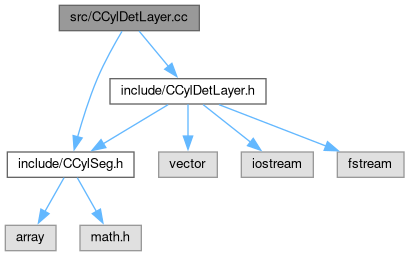 src/CCylDetLayer.cc
include/CCylDetLayer.h
include/CCylSeg.h
vector
iostream
fstream
array
math.h